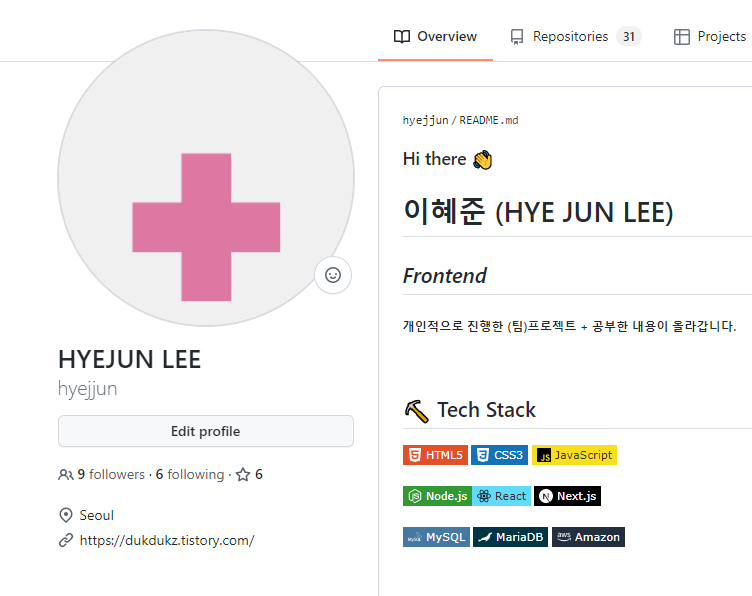 Overview Repositories 31 Projects
hyejjun / README.md
Hi there 👋
이혜준 (HYE JUN LEE)
Frontend
개인적으로 진행한 (팀)프로젝트 + 공부한 내용이 올라갑니다.
🔨 Tech Stack
HTML5 CSS3 JS JavaScript
Node.js React N Next.js
MySQL MySQL MariaDB aws Amazon
HYEJUN LEE
hyejjun
Edit profile
9 followers · 6 following · 6
Seoul
https://dukdukz.tistory.com/